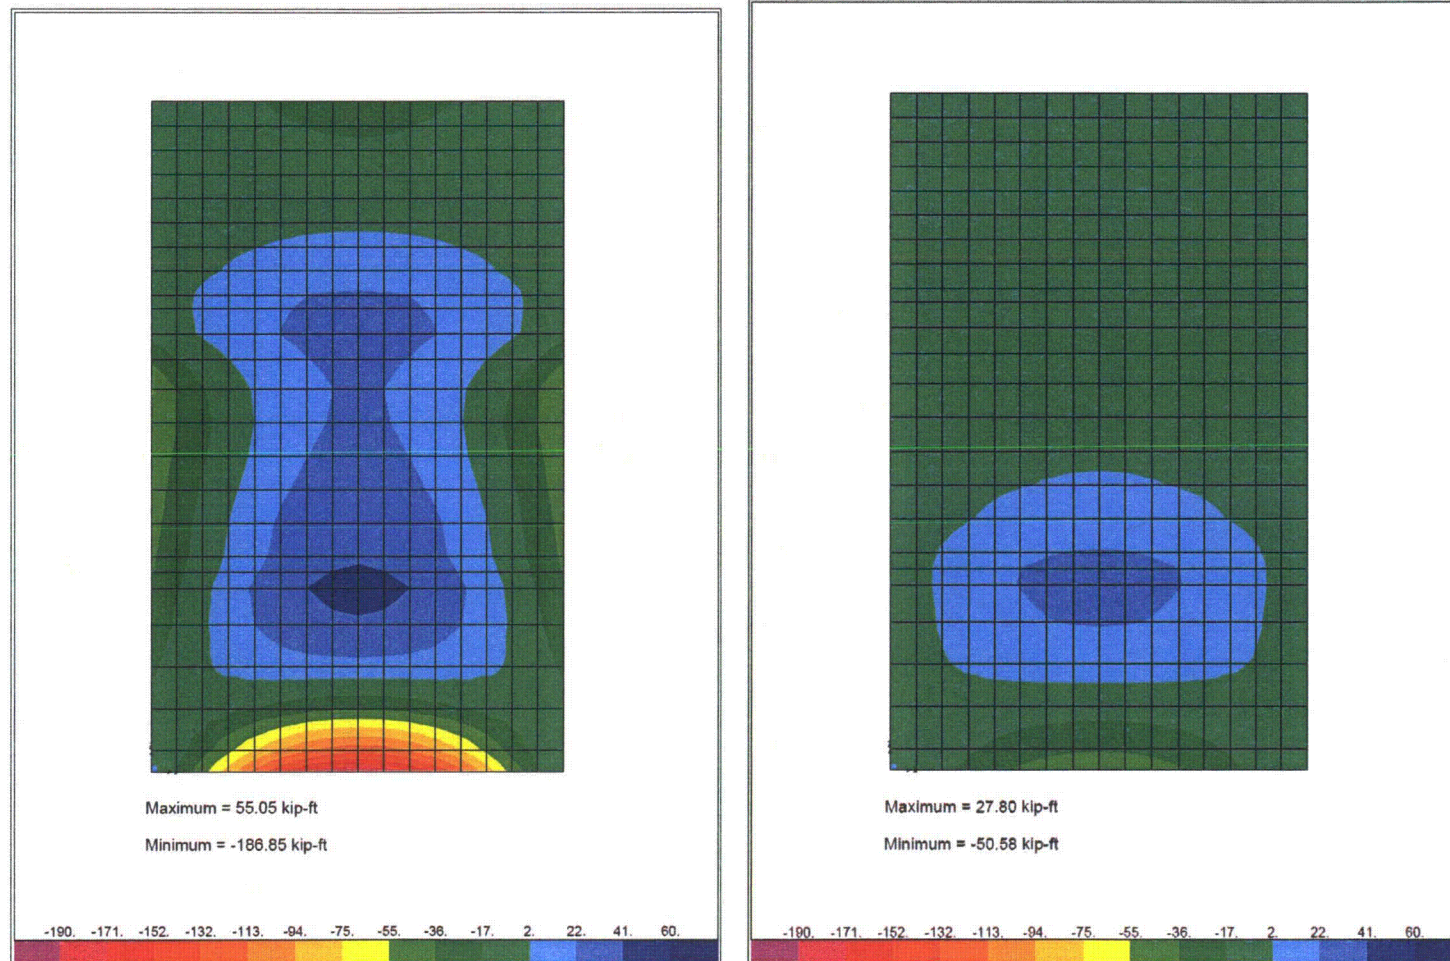 Maximum = 55.05 kip-ft
Minimum = -186.85 kip-ft
-190. -171. -152. -132. -113. -94. -75. -55. -36. -17. 2. 22. 41. 60.
Maximum = 27.80 kip-ft
Minimum = -50.58 kip-ft
-190. -171. -152. -132. -113. -94. -75. -55. -36. -17. 2. 22. 41. 60.